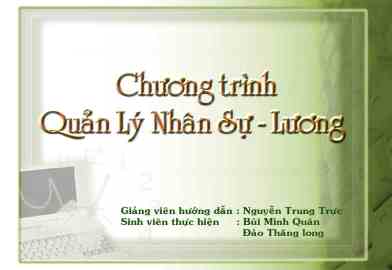 Chương trình
Quản Lý Nhân Sự - Lương
Giảng viên hướng dẫn : Nguyễn Trung Trực
Sinh viên thực hiện : Bùi Minh Quân
Đào Thăng long